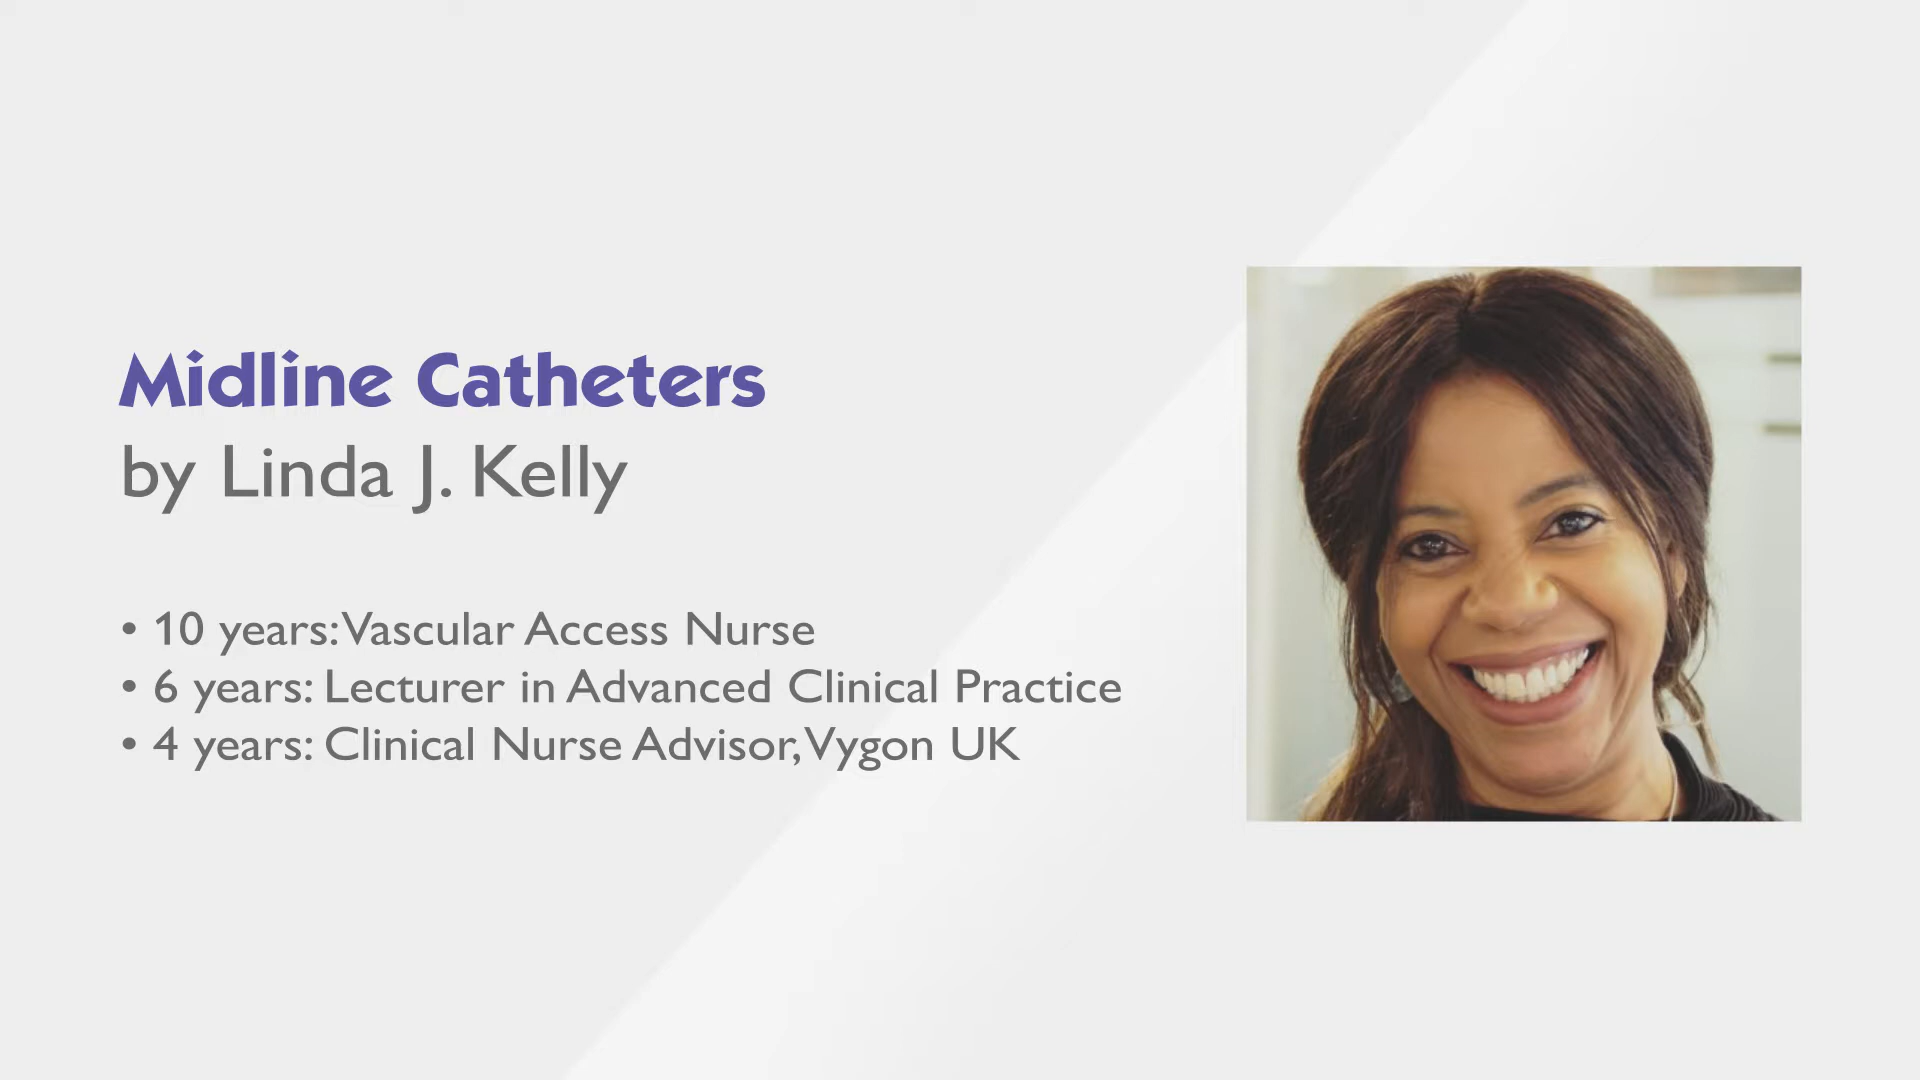 Midline Catheters
by Linda J. Kelly
• 10 years: Vascular Access Nurse
• 6 years: Lecturer in Advanced Clinical Practice
• 4 years: Clinical Nurse Advisor, Vygon UK